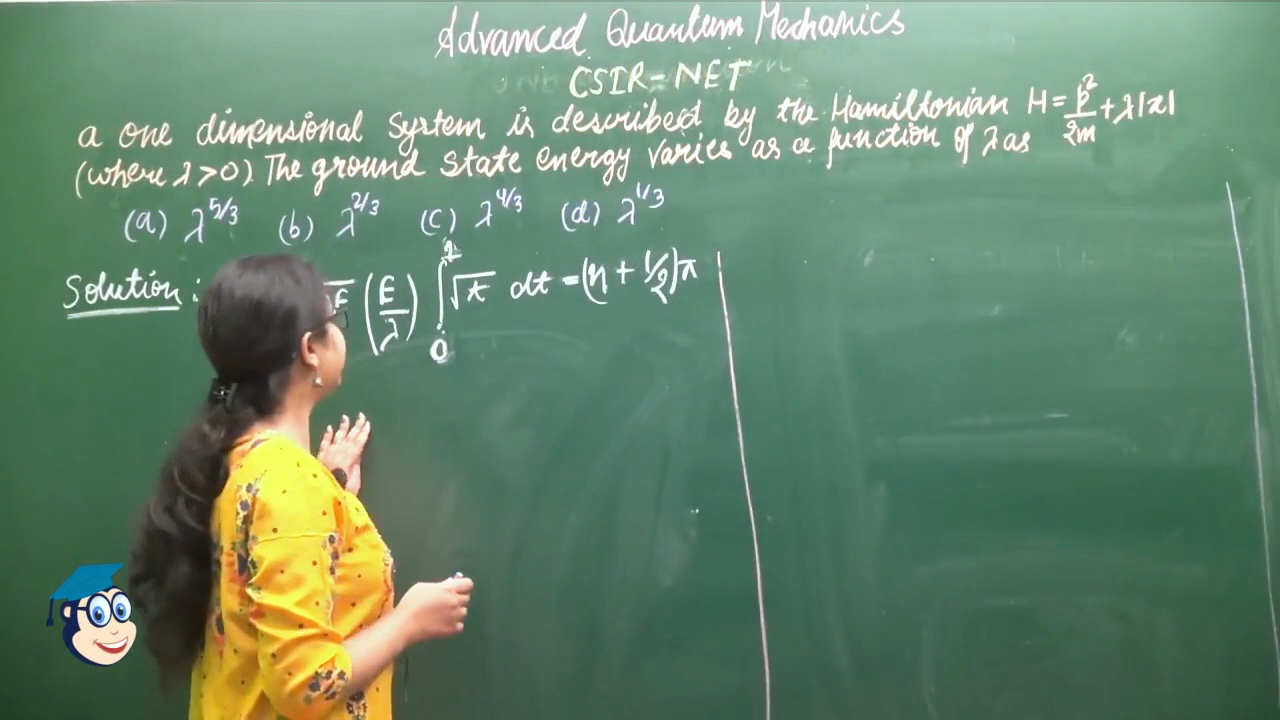 Advanced Quantum Mechanics
CSIR-NET
a one dimensional system is described by the Hamiltonian H = p²/2m + λ|x|
(where λ>0) The ground state energy varies as a function of λ as
(a) λ^5/3 (b) λ^2/3 (c) λ^4/3 (d) λ^1/3
Solution : E (E/λ) ∫ √t dt = (n + 1/2)π